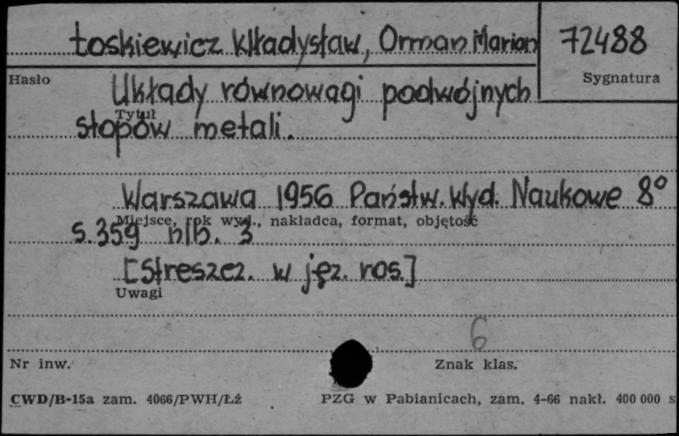 Łoskiewicz Władysław, Orman Marian
72488
Hasło
Sygnatura
Układy równowagi podwójnych
Tytuł
stopów metali.
Warszawa 1956 Państw. Wyd. Naukowe 8°
Miejsce, rok wyd., nakładca, format, objętość
s. 359 nlb. 3
[Streszcz. w jęz. ros.]
Uwagi
6
Nr inw.
Znak klas.
CWD/B-15a zam. 4066/PWH/Łź
PZG w Pabianicach, zam. 4-66 nakł. 400 000 s